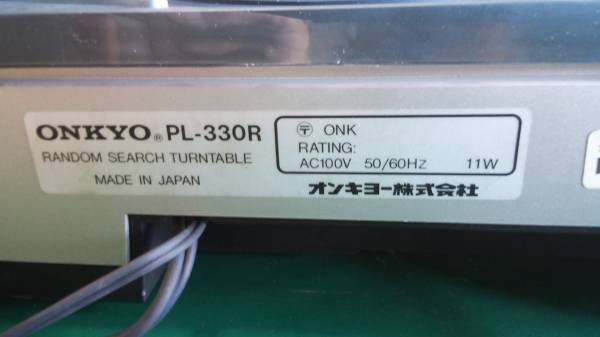 ONKYO® PL-330R
RANDOM SEARCH TURNTABLE
MADE IN JAPAN
〒 ONK
RATING:
AC100V 50/60Hz 11W
オンキヨー株式会社